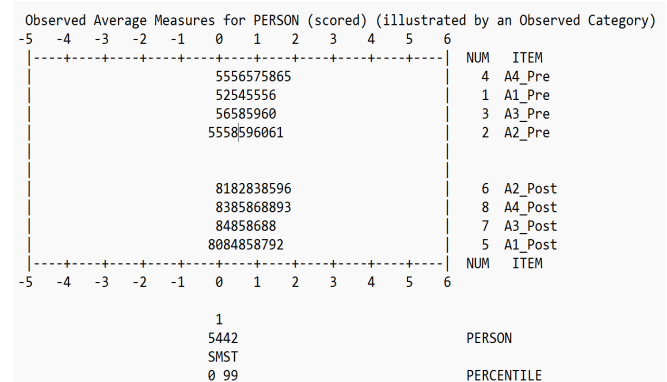 Observed Average Measures for PERSON (scored) (illustrated by an Observed Category)
-5 -4 -3 -2 -1 0 1 2 3 4 5 6
|----+----+----+----+----+----+----+----+----+----+----| NUM ITEM
| 5556575865 | 4 A4_Pre
| 52545556 | 1 A1_Pre
| 56585960 | 3 A3_Pre
| 5558596061 | 2 A2_Pre
| |
| |
| 8182838596 | 6 A2_Post
| 8385868893 | 8 A4_Post
| 84858688 | 7 A3_Post
| 8084858792 | 5 A1_Post
|----+----+----+----+----+----+----+----+----+----+----| NUM ITEM
-5 -4 -3 -2 -1 0 1 2 3 4 5 6
1
5442 PERSON
SMST
0 99 PERCENTILE